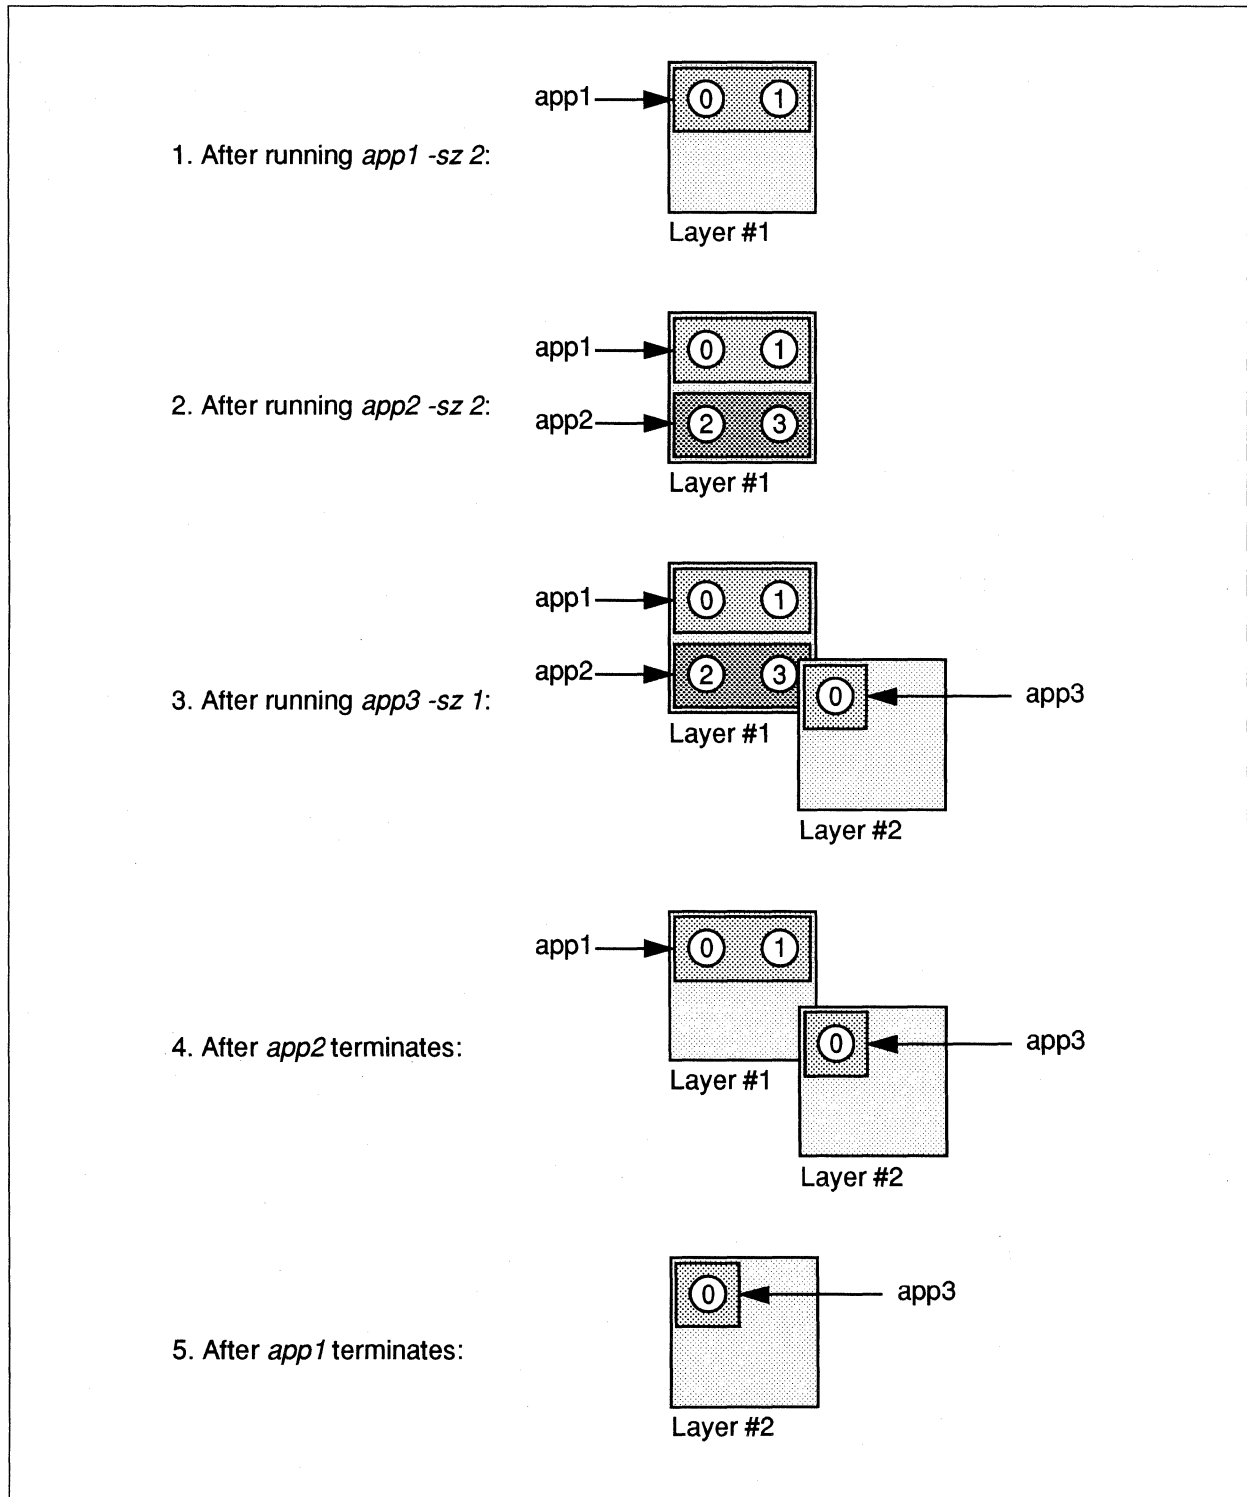 app1
0 1
1. After running app1 -sz 2:
Layer #1
app1
0 1
2. After running app2 -sz 2:
app2
2 3
Layer #1
app1
0 1
app2
2 3
3. After running app3 -sz 1:
0
app3
Layer #1
Layer #2
app1
0 1
4. After app2 terminates:
0
app3
Layer #1
Layer #2
0
app3
5. After app1 terminates:
Layer #2